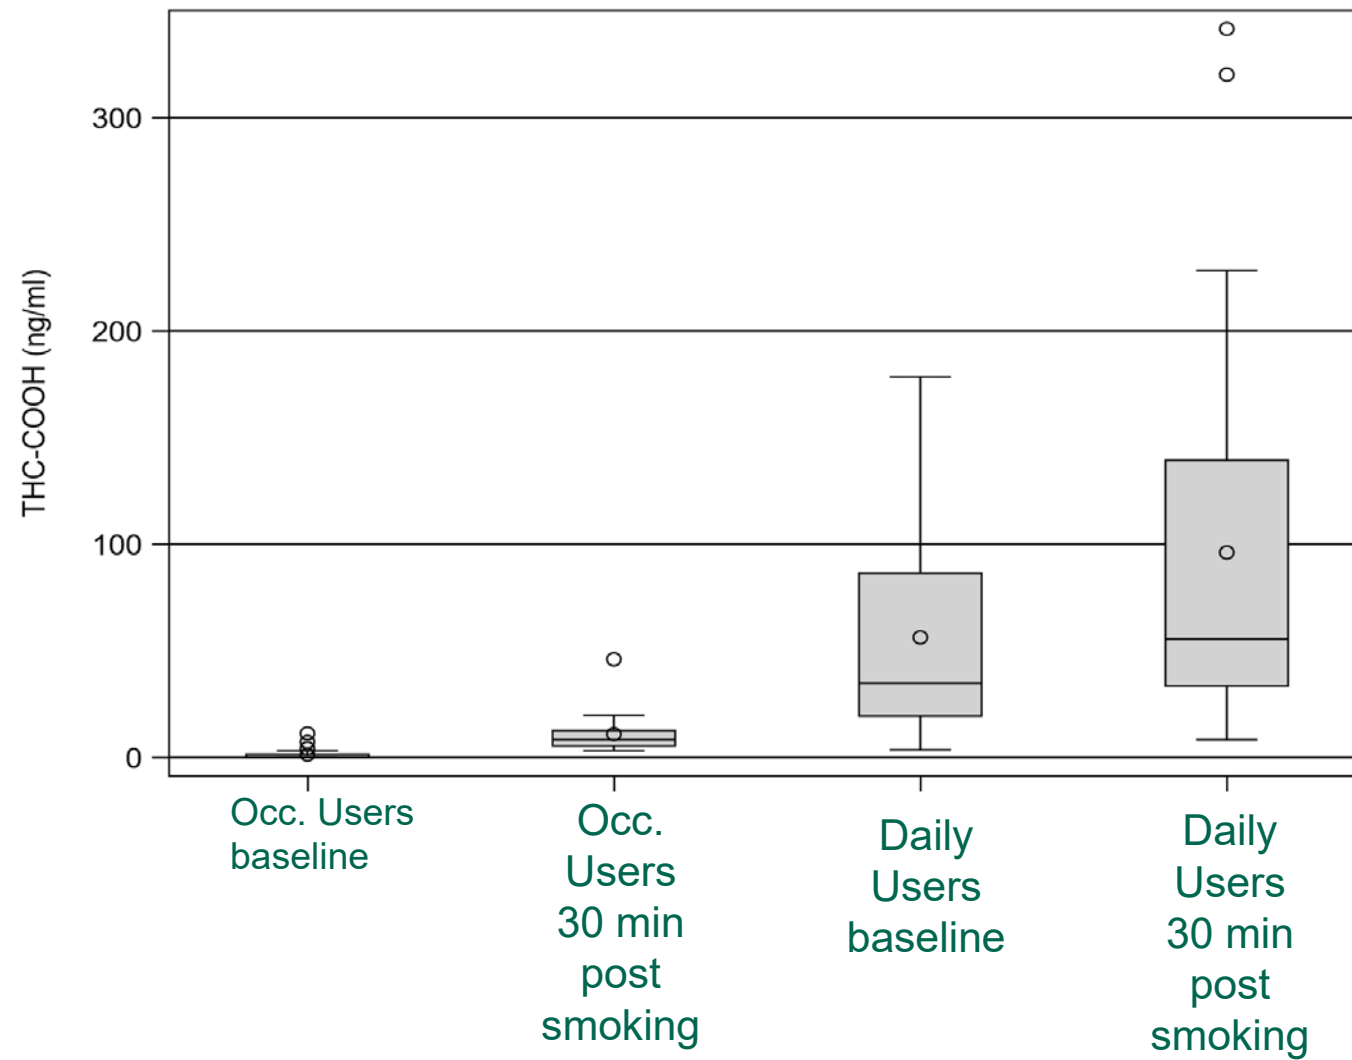 THC-COOH (ng/ml)
300
200
100
0
Occ. Users
baseline
Occ.
Users
30 min
post
smoking
Daily
Users
baseline
Daily
Users
30 min
post
smoking